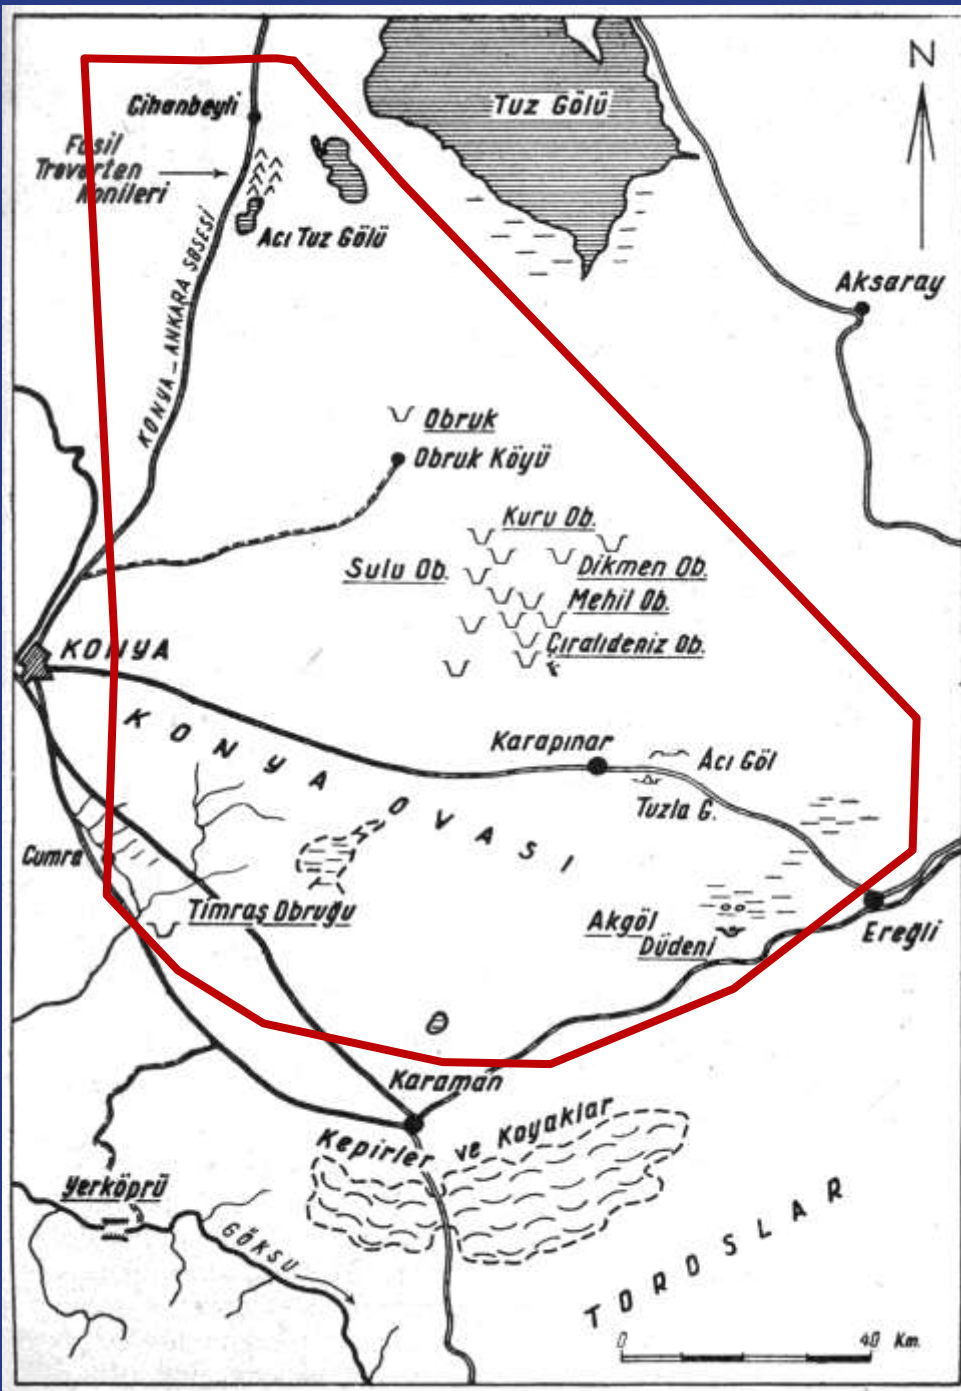 N
Tuz Gölü
Cihanbeyli
Fosil
Traverten
Konileri
Acı Tuz Gölü
KONYA – ANKARA ŞOSESİ
Aksaray
Obruk
Obruk Köyü
Kuru Ob.
Sulu Ob.
Dikmen Ob.
Mehil Ob.
Çıralıdeniz Ob.
KONYA
KONYA OVASI
Karapınar
Acı Göl
Tuzla G.
Cumra
Timraş Obruğu
Akgöl
Düdeni
Ereğli
Karaman
Kepirler ve Koyaklar
Yerköprü
GÖKSU
TOROSLAR
0 40 Km.